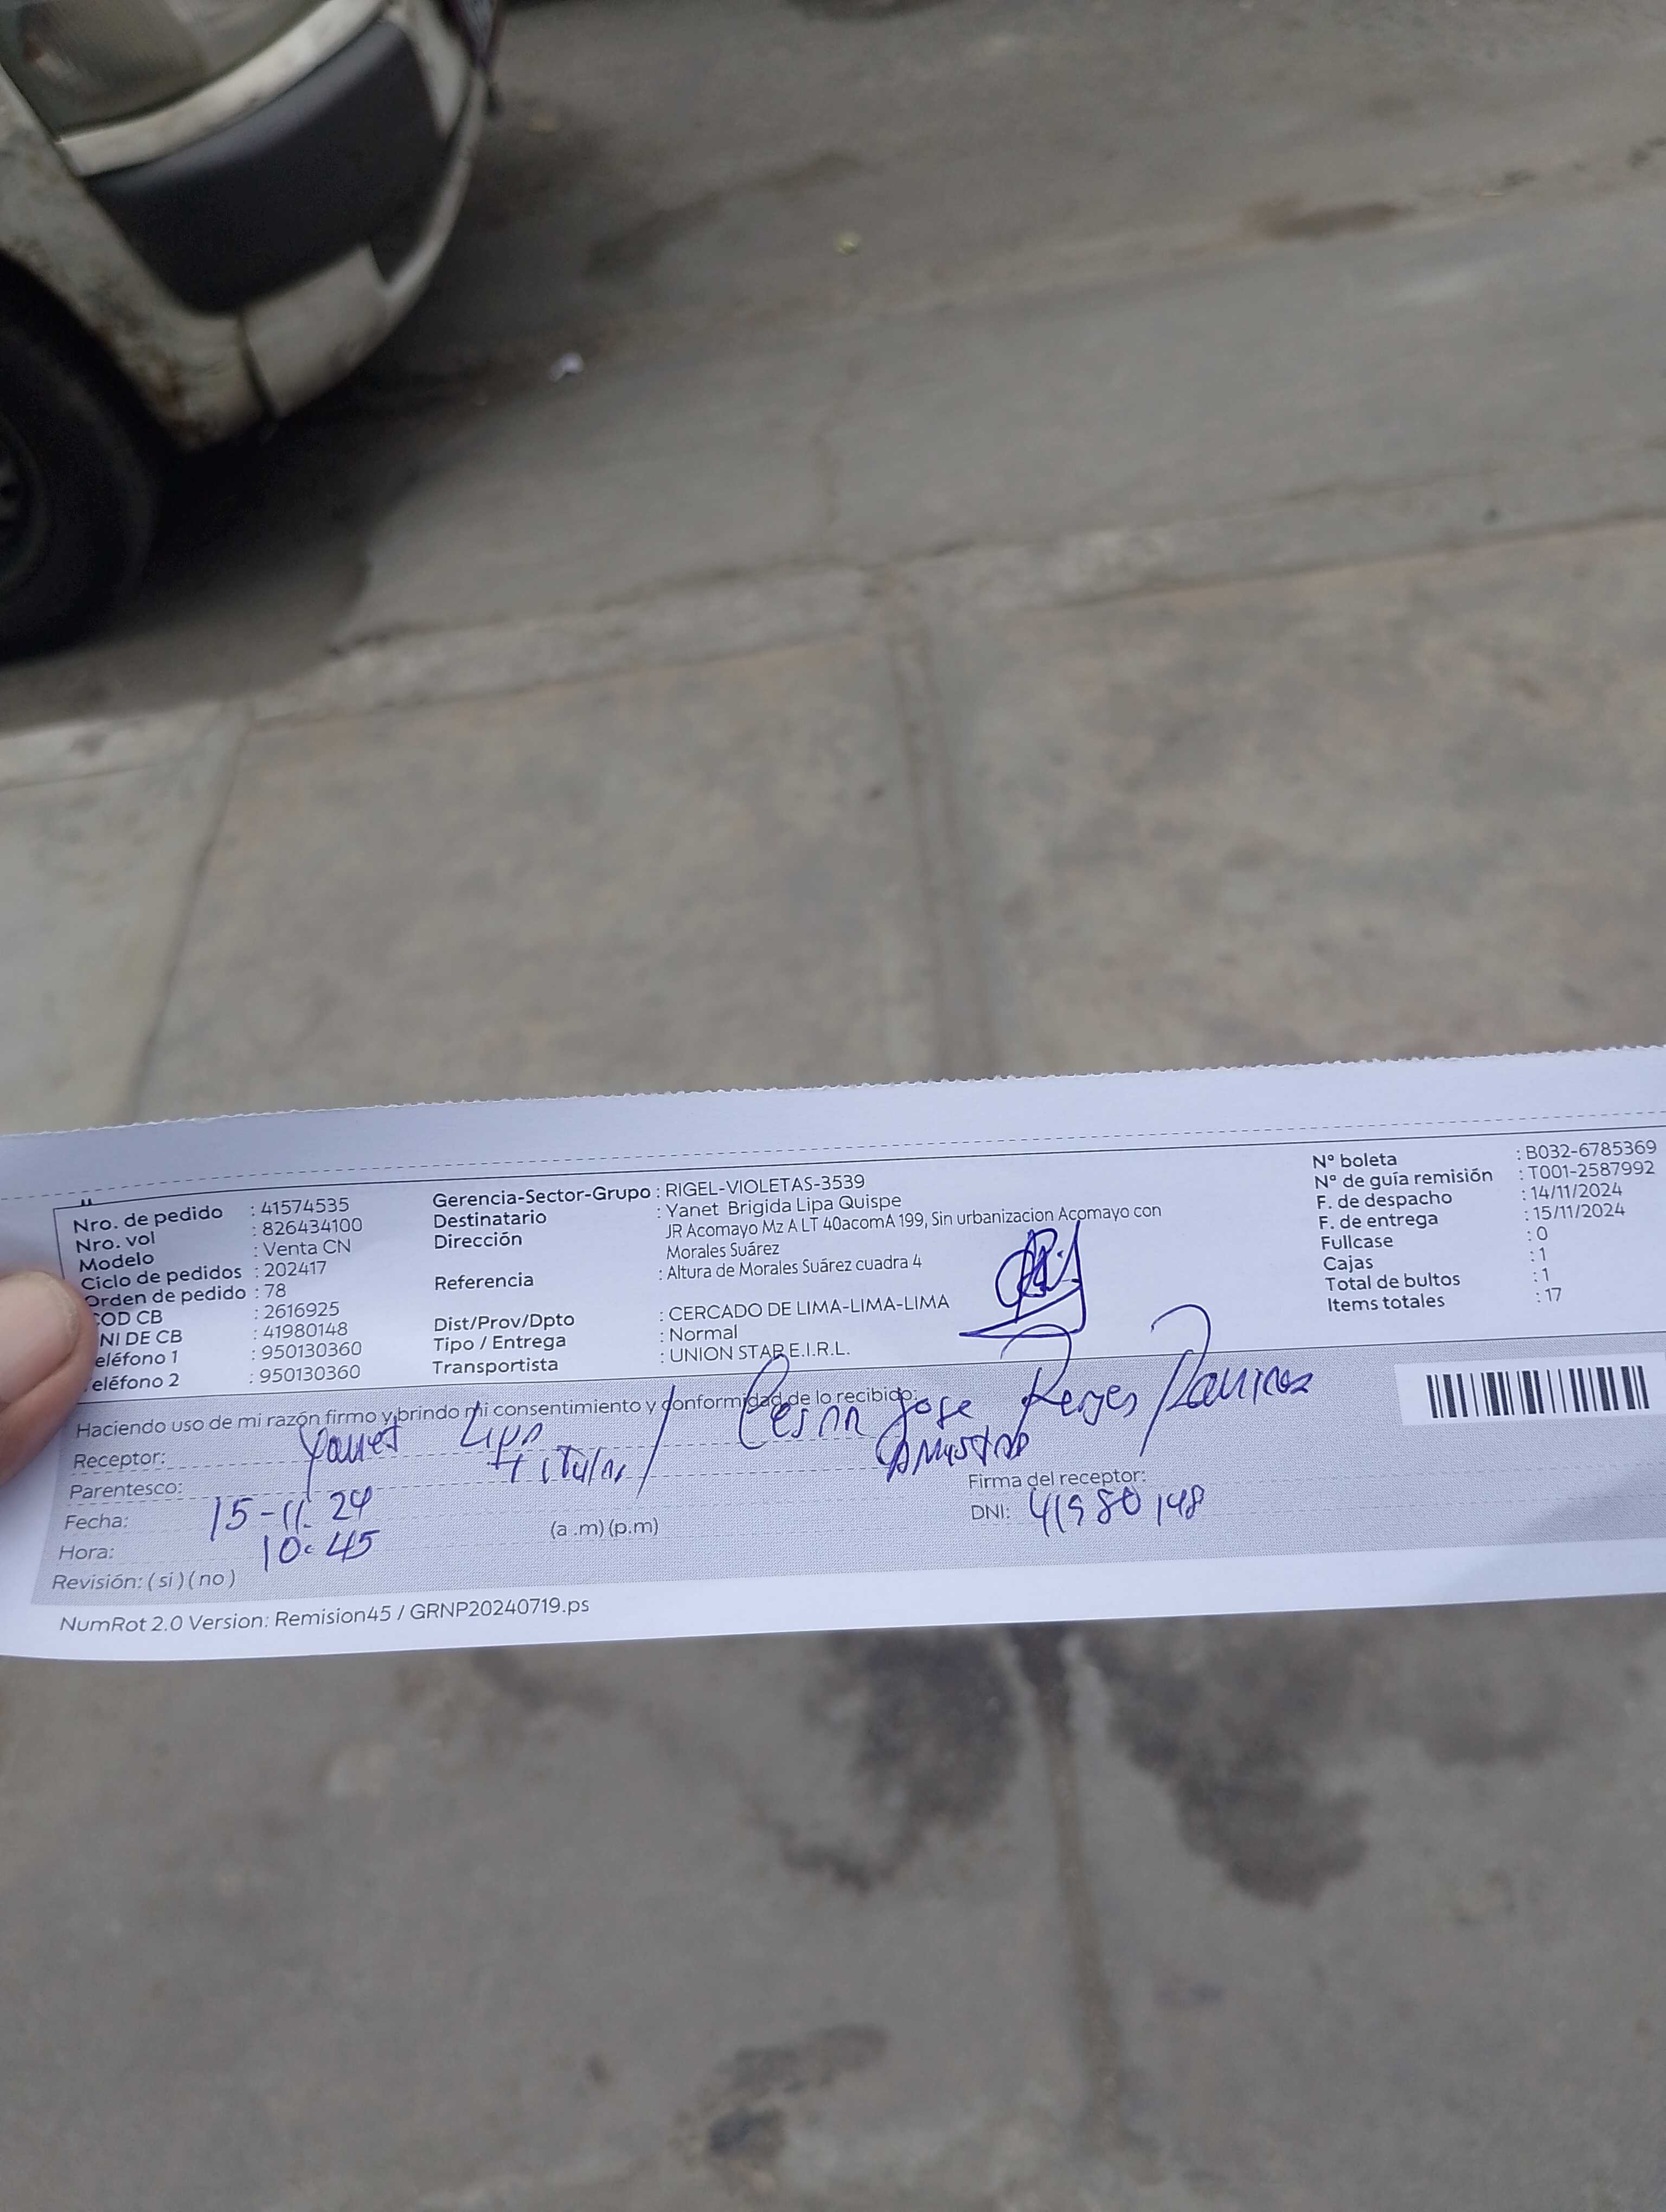 Nro. de pedido : 41574535
Nro. vol : 826434100
Modelo : Venta CN
Ciclo de pedidos : 202417
Orden de pedido : 78
COD CB : 2616925
NI DE CB : 41980148
eléfono 1 : 950130360
eléfono 2 : 950130360
Gerencia-Sector-Grupo : RIGEL-VIOLETAS-3539
Destinatario : Yanet Brigida Lipa Quispe
Dirección JR Acomayo Mz A LT 40acomA 199, Sin urbanizacion Acomayo con
Morales Suárez
Referencia : Altura de Morales Suárez cuadra 4
Dist/Prov/Dpto : CERCADO DE LIMA-LIMA-LIMA
Tipo / Entrega : Normal
Transportista : UNION STAR E.I.R.L.
N° boleta : B032-6785369
N° de guía remisión : T001-2587992
F. de despacho : 14/11/2024
F. de entrega : 15/11/2024
Fullcase : 0
Cajas : 1
Total de bultos : 1
Items totales : 17
Haciendo uso de mi razón firmo y brindo mi consentimiento y conformidad de lo recibido:
Receptor: Yanet Lipa / Cesar Jose Reyes Ramirez
Parentesco: titular
Fecha: 15-11-24
Hora: 10:45 (a .m) (p.m)
Revisión: ( si ) ( no )
Firma del receptor:
DNI: 41980148
NumRot 2.0 Version: Remision45 / GRNP20240719.ps